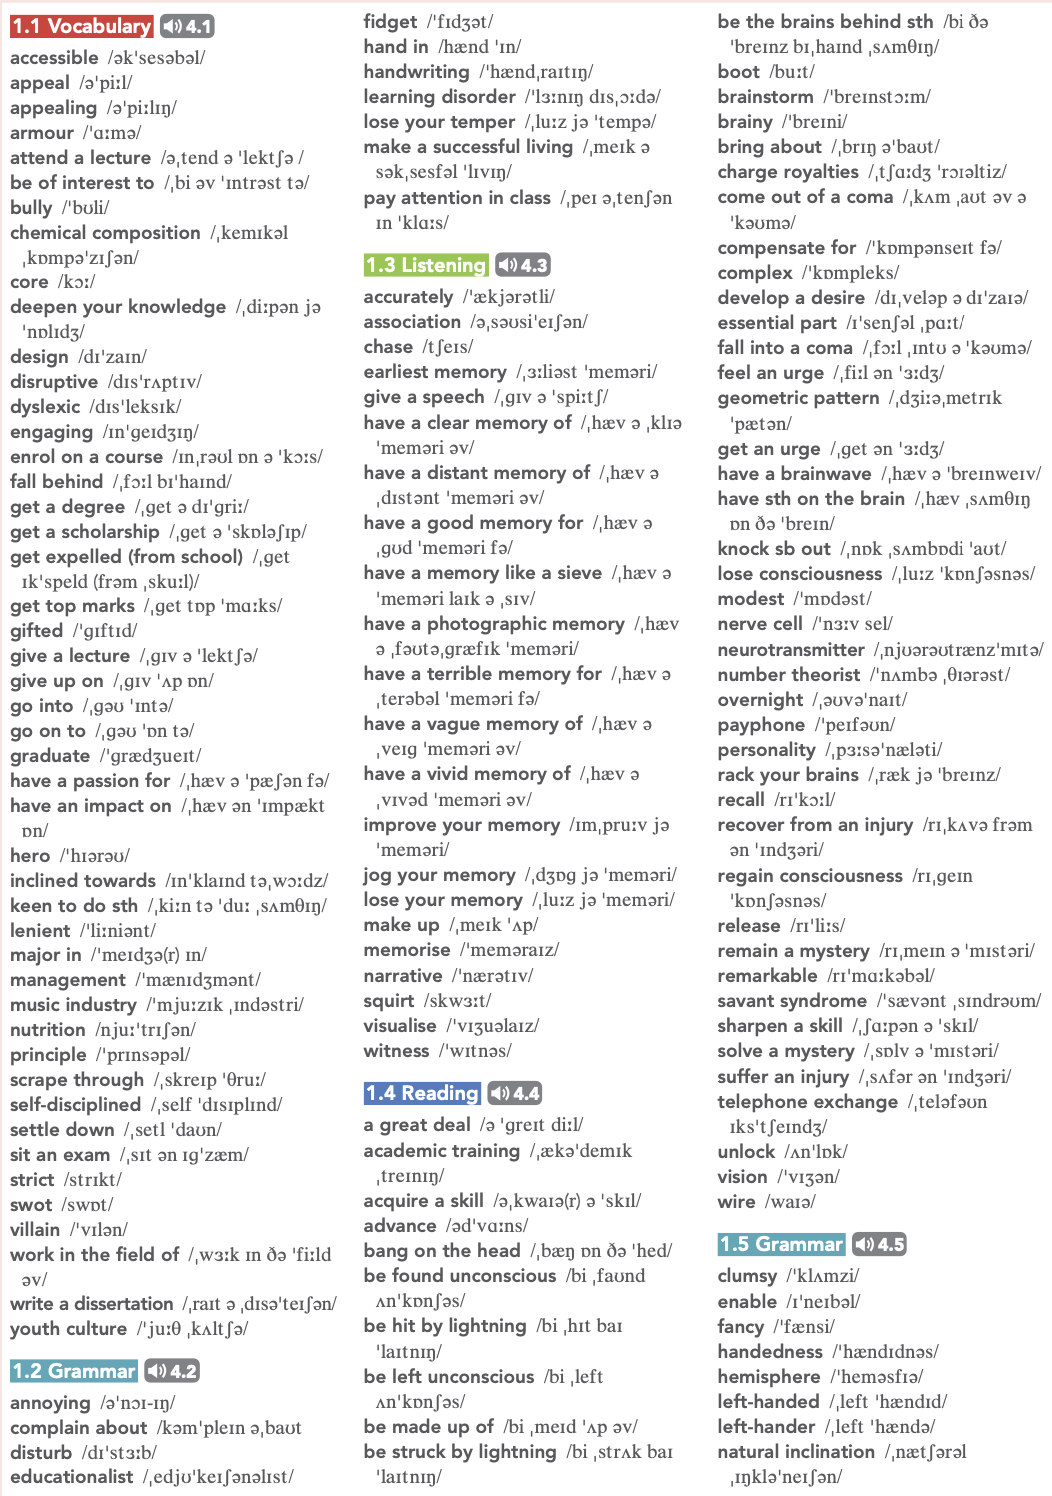 1.1 Vocabulary 4.1
accessible /əkˈsesəbəl/
appeal /əˈpiːl/
appealing /əˈpiːlɪŋ/
armour /ˈɑːmə/
attend a lecture /əˌtend ə ˈlektʃə /
be of interest to /ˌbi əv ˈɪntrəst tə/
bully /ˈbʊli/
chemical composition /ˌkemɪkəl
ˌkɒmpəˈzɪʃən/
core /kɔː/
deepen your knowledge /ˌdiːpən jə
ˈnɒlɪdʒ/
design /dɪˈzaɪn/
disruptive /dɪsˈrʌptɪv/
dyslexic /dɪsˈleksɪk/
engaging /ɪnˈɡeɪdʒɪŋ/
enrol on a course /ɪnˌrəʊl ɒn ə ˈkɔːs/
fall behind /ˌfɔːl bɪˈhaɪnd/
get a degree /ˌɡet ə dɪˈɡriː/
get a scholarship /ˌɡet ə ˈskɒləʃɪp/
get expelled (from school) /ˌɡet
ɪkˈspeld (frəm ˌskuːl)/
get top marks /ˌɡet tɒp ˈmɑːks/
gifted /ˈɡɪftɪd/
give a lecture /ˌɡɪv ə ˈlektʃə/
give up on /ˌɡɪv ˈʌp ɒn/
go into /ˌɡəʊ ˈɪntə/
go on to /ˌɡəʊ ˈɒn tə/
graduate /ˈɡrædʒueɪt/
have a passion for /ˌhæv ə ˈpæʃən fə/
have an impact on /ˌhæv ən ˈɪmpækt
ɒn/
hero /ˈhɪərəʊ/
inclined towards /ɪnˈklaɪnd təˌwɔːdz/
keen to do sth /ˌkiːn tə ˈduː ˌsʌmθɪŋ/
lenient /ˈliːniənt/
major in /ˈmeɪdʒə(r) ɪn/
management /ˈmænɪdʒmənt/
music industry /ˈmjuːzɪk ˌɪndəstri/
nutrition /njuːˈtrɪʃən/
principle /ˈprɪnsəpəl/
scrape through /ˌskreɪp ˈθruː/
self-disciplined /ˌself ˈdɪsɪplɪnd/
settle down /ˌsetl ˈdaʊn/
sit an exam /ˌsɪt ən ɪɡˈzæm/
strict /strɪkt/
swot /swɒt/
villain /ˈvɪlən/
work in the field of /ˌwɜːk ɪn ðə ˈfiːld
əv/
write a dissertation /ˌraɪt ə ˌdɪsəˈteɪʃən/
youth culture /ˈjuːθ ˌkʌltʃə/
1.2 Grammar 4.2
annoying /əˈnɔɪ-ɪŋ/
complain about /kəmˈpleɪn əˌbaʊt
disturb /dɪˈstɜːb/
educationalist /ˌedjʊˈkeɪʃənəlɪst/
fidget /ˈfɪdʒət/
hand in /hænd ˈɪn/
handwriting /ˈhændˌraɪtɪŋ/
learning disorder /ˈlɜːnɪŋ dɪsˌɔːdə/
lose your temper /ˌluːz jə ˈtempə/
make a successful living /ˌmeɪk ə
səkˌsesfəl ˈlɪvɪŋ/
pay attention in class /ˌpeɪ əˌtenʃən
ɪn ˈklɑːs/
1.3 Listening 4.3
accurately /ˈækjərətli/
association /əˌsəʊsiˈeɪʃən/
chase /tʃeɪs/
earliest memory /ˌɜːliəst ˈmeməri/
give a speech /ˌɡɪv ə ˈspiːtʃ/
have a clear memory of /ˌhæv ə ˌklɪə
ˈmeməri əv/
have a distant memory of /ˌhæv ə
ˌdɪstənt ˈmeməri əv/
have a good memory for /ˌhæv ə
ˌɡʊd ˈmeməri fə/
have a memory like a sieve /ˌhæv ə
ˈmeməri laɪk ə ˌsɪv/
have a photographic memory /ˌhæv
ə ˌfəʊtəˌɡræfɪk ˈmeməri/
have a terrible memory for /ˌhæv ə
ˌterəbəl ˈmeməri fə/
have a vague memory of /ˌhæv ə
ˌveɪɡ ˈmeməri əv/
have a vivid memory of /ˌhæv ə
ˌvɪvəd ˈmeməri əv/
improve your memory /ɪmˌpruːv jə
ˈmeməri/
jog your memory /ˌdʒɒɡ jə ˈmeməri/
lose your memory /ˌluːz jə ˈmeməri/
make up /ˌmeɪk ˈʌp/
memorise /ˈmeməraɪz/
narrative /ˈnærətɪv/
squirt /skwɜːt/
visualise /ˈvɪʒuəlaɪz/
witness /ˈwɪtnəs/
1.4 Reading 4.4
a great deal /ə ˈɡreɪt diːl/
academic training /ˌækəˈdemɪk
ˌtreɪnɪŋ/
acquire a skill /əˌkwaɪə(r) ə ˈskɪl/
advance /ədˈvɑːns/
bang on the head /ˌbæŋ ɒn ðə ˈhed/
be found unconscious /bi ˌfaʊnd
ʌnˈkɒnʃəs/
be hit by lightning /bi ˌhɪt baɪ
ˈlaɪtnɪŋ/
be left unconscious /bi ˌleft
ʌnˈkɒnʃəs/
be made up of /bi ˌmeɪd ˈʌp əv/
be struck by lightning /bi ˌstrʌk baɪ
ˈlaɪtnɪŋ/
be the brains behind sth /bi ðə
ˈbreɪnz bɪˌhaɪnd ˌsʌmθɪŋ/
boot /buːt/
brainstorm /ˈbreɪnstɔːm/
brainy /ˈbreɪni/
bring about /ˌbrɪŋ əˈbaʊt/
charge royalties /ˌtʃɑːdʒ ˈrɔɪəltiz/
come out of a coma /ˌkʌm ˌaʊt əv ə
ˈkəʊmə/
compensate for /ˈkɒmpənseɪt fə/
complex /ˈkɒmpleks/
develop a desire /dɪˌveləp ə dɪˈzaɪə/
essential part /ɪˈsenʃəl ˌpɑːt/
fall into a coma /ˌfɔːl ˌɪntʊ ə ˈkəʊmə/
feel an urge /ˌfiːl ən ˈɜːdʒ/
geometric pattern /ˌdʒiːəˌmetrɪk
ˈpætən/
get an urge /ˌɡet ən ˈɜːdʒ/
have a brainwave /ˌhæv ə ˈbreɪnweɪv/
have sth on the brain /ˌhæv ˌsʌmθɪŋ
ɒn ðə ˈbreɪn/
knock sb out /ˌnɒk ˌsʌmbɒdi ˈaʊt/
lose consciousness /ˌluːz ˈkɒnʃəsnəs/
modest /ˈmɒdəst/
nerve cell /ˈnɜːv sel/
neurotransmitter /ˌnjʊərəʊtrænzˈmɪtə/
number theorist /ˈnʌmbə ˌθɪərəst/
overnight /ˌəʊvəˈnaɪt/
payphone /ˈpeɪfəʊn/
personality /ˌpɜːsəˈnæləti/
rack your brains /ˌræk jə ˈbreɪnz/
recall /rɪˈkɔːl/
recover from an injury /rɪˌkʌvə frəm
ən ˈɪndʒəri/
regain consciousness /rɪˌɡeɪn
ˈkɒnʃəsnəs/
release /rɪˈliːs/
remain a mystery /rɪˌmeɪn ə ˈmɪstəri/
remarkable /rɪˈmɑːkəbəl/
savant syndrome /ˈsævənt ˌsɪndrəʊm/
sharpen a skill /ˌʃɑːpən ə ˈskɪl/
solve a mystery /ˌsɒlv ə ˈmɪstəri/
suffer an injury /ˌsʌfər ən ˈɪndʒəri/
telephone exchange /ˌteləfəʊn
ɪksˈtʃeɪndʒ/
unlock /ʌnˈlɒk/
vision /ˈvɪʒən/
wire /waɪə/
1.5 Grammar 4.5
clumsy /ˈklʌmzi/
enable /ɪˈneɪbəl/
fancy /ˈfænsi/
handedness /ˈhændɪdnəs/
hemisphere /ˈheməsfɪə/
left-handed /ˌleft ˈhændɪd/
left-hander /ˌleft ˈhændə/
natural inclination /ˌnætʃərəl
ˌɪŋkləˈneɪʃən/